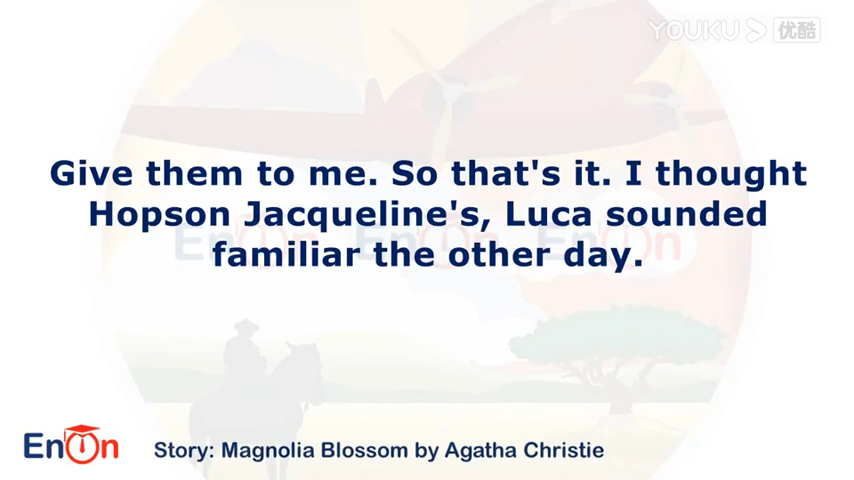 YOUKU 优酷
Give them to me. So that's it. I thought
Hopson Jacqueline's, Luca sounded
familiar the other day.
EnOn
Story: Magnolia Blossom by Agatha Christie